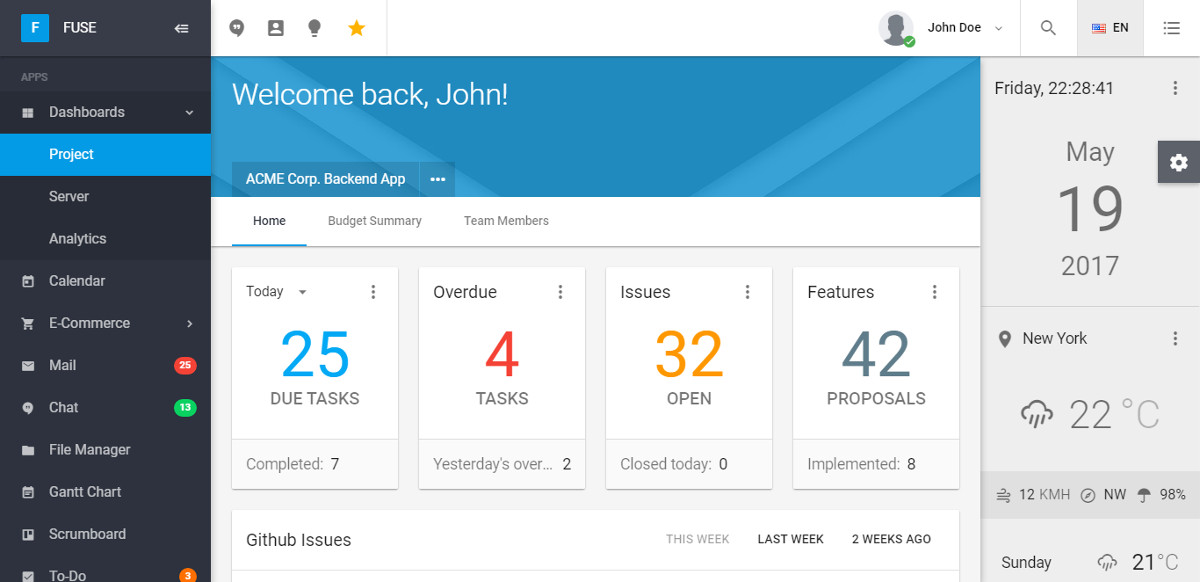 F FUSE
John Doe
EN
APPS
Dashboards
Project
Server
Analytics
Calendar
E-Commerce
Mail 25
Chat 13
File Manager
Gantt Chart
Scrumboard
To-Do 3
Welcome back, John!
ACME Corp. Backend App
Home Budget Summary Team Members
Today
25
DUE TASKS
Completed: 7
Overdue
4
TASKS
Yesterday's over... 2
Issues
32
OPEN
Closed today: 0
Features
42
PROPOSALS
Implemented: 8
Github Issues THIS WEEK LAST WEEK 2 WEEKS AGO
Friday, 22:28:41
May
19
2017
New York
22 °C
12 KMH NW 98%
Sunday 21°C